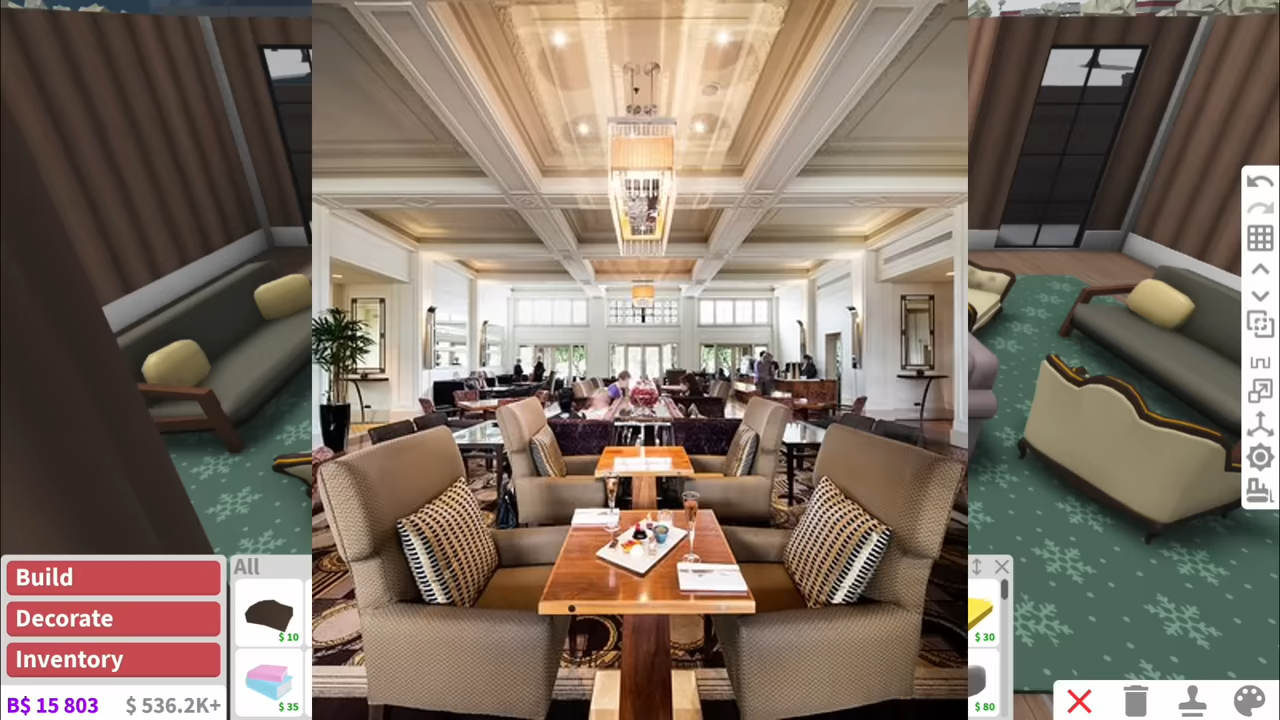 Build
Decorate
Inventory
B$ 15 803 $ 536.2K+
All
$ 10
$ 35
$ 30
$ 80